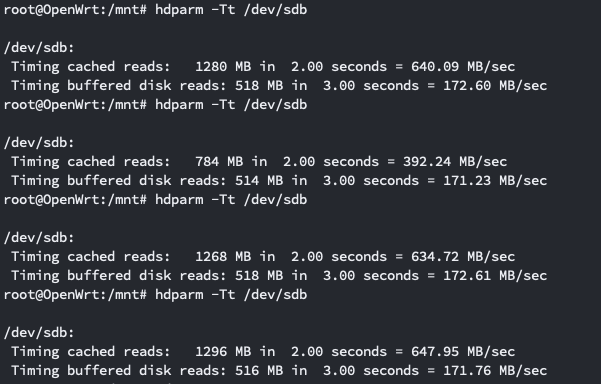 root@OpenWrt:/mnt# hdparm -Tt /dev/sdb

/dev/sdb:
 Timing cached reads:   1280 MB in  2.00 seconds = 640.09 MB/sec
 Timing buffered disk reads: 518 MB in  3.00 seconds = 172.60 MB/sec
root@OpenWrt:/mnt# hdparm -Tt /dev/sdb

/dev/sdb:
 Timing cached reads:   784 MB in  2.00 seconds = 392.24 MB/sec
 Timing buffered disk reads: 514 MB in  3.00 seconds = 171.23 MB/sec
root@OpenWrt:/mnt# hdparm -Tt /dev/sdb

/dev/sdb:
 Timing cached reads:   1268 MB in  2.00 seconds = 634.72 MB/sec
 Timing buffered disk reads: 518 MB in  3.00 seconds = 172.61 MB/sec
root@OpenWrt:/mnt# hdparm -Tt /dev/sdb

/dev/sdb:
 Timing cached reads:   1296 MB in  2.00 seconds = 647.95 MB/sec
 Timing buffered disk reads: 516 MB in  3.00 seconds = 171.76 MB/sec